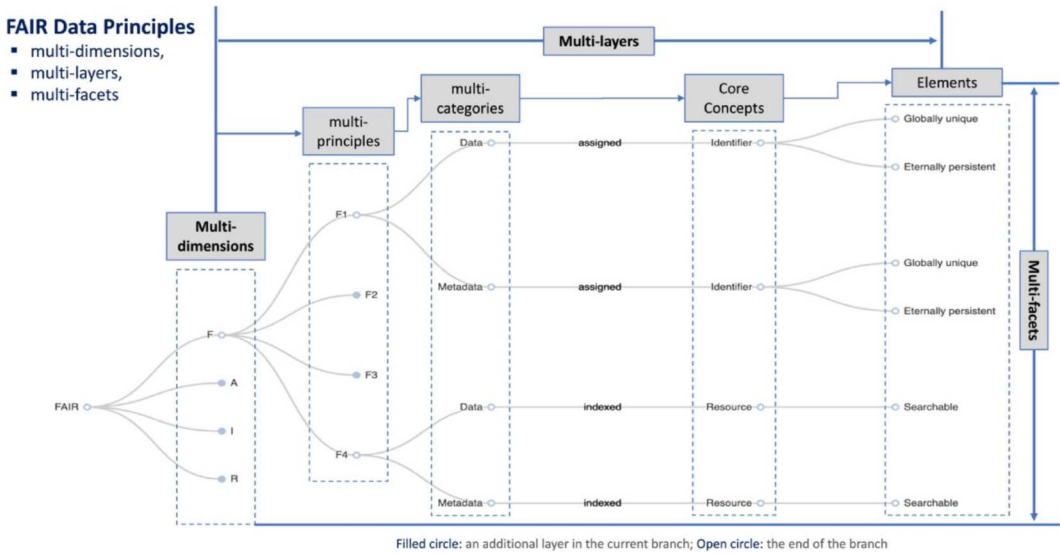 FAIR Data Principles
▪ multi-dimensions,
▪ multi-layers,
▪ multi-facets
Multi-layers
multi-
principles
multi-
categories
Core
Concepts
Elements
Multi-
dimensions
Multi-facets
Globally unique
Data
assigned
Identifier
Eternally persistent
F1
Globally unique
Metadata
assigned
Identifier
Eternally persistent
F2
F
F3
A
FAIR
Data
indexed
Resource
Searchable
I
F4
R
Metadata
indexed
Resource
Searchable
Filled circle: an additional layer in the current branch; Open circle: the end of the branch